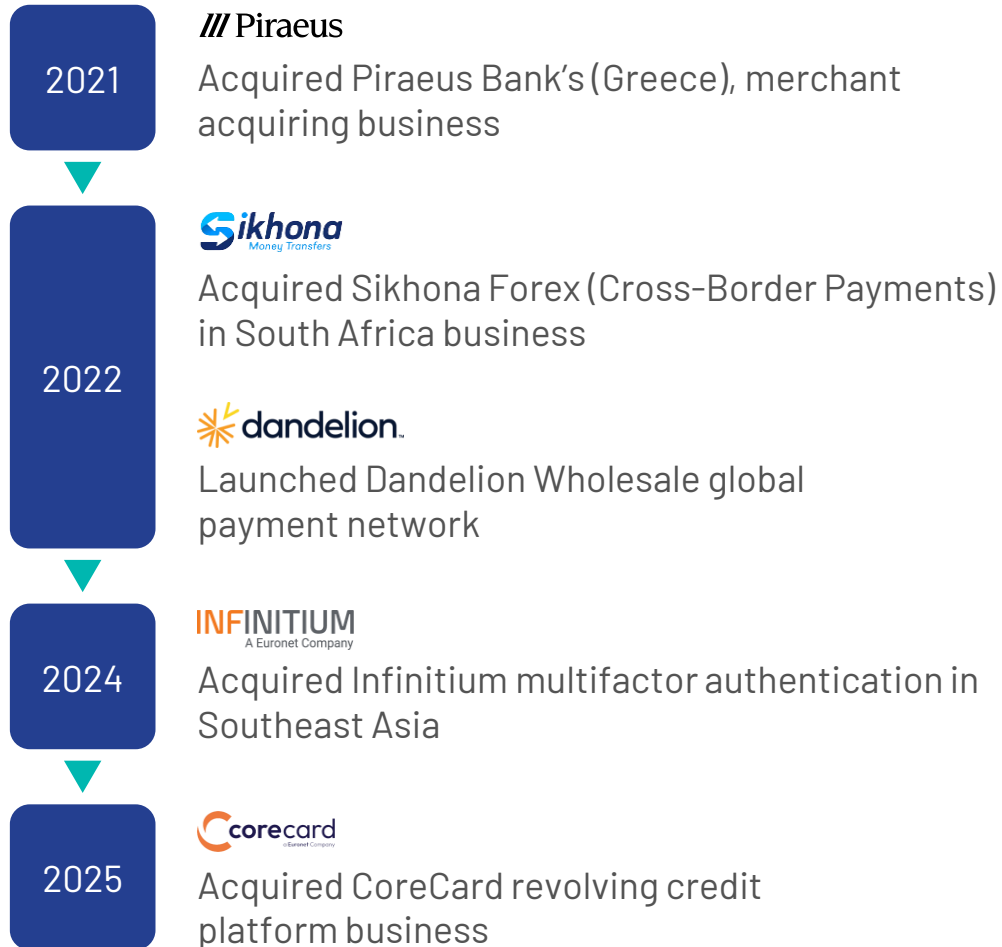 2021
Piraeus
Acquired Piraeus Bank's (Greece), merchant
acquiring business
2022
Sikhona
Money Transfers
Acquired Sikhona Forex (Cross-Border Payments)
in South Africa business
dandelion™
Launched Dandelion Wholesale global
payment network
2024
INFINITIUM
A Euronet Company
Acquired Infinitium multifactor authentication in
Southeast Asia
2025
corecard
a Euronet Company
Acquired CoreCard revolving credit
platform business